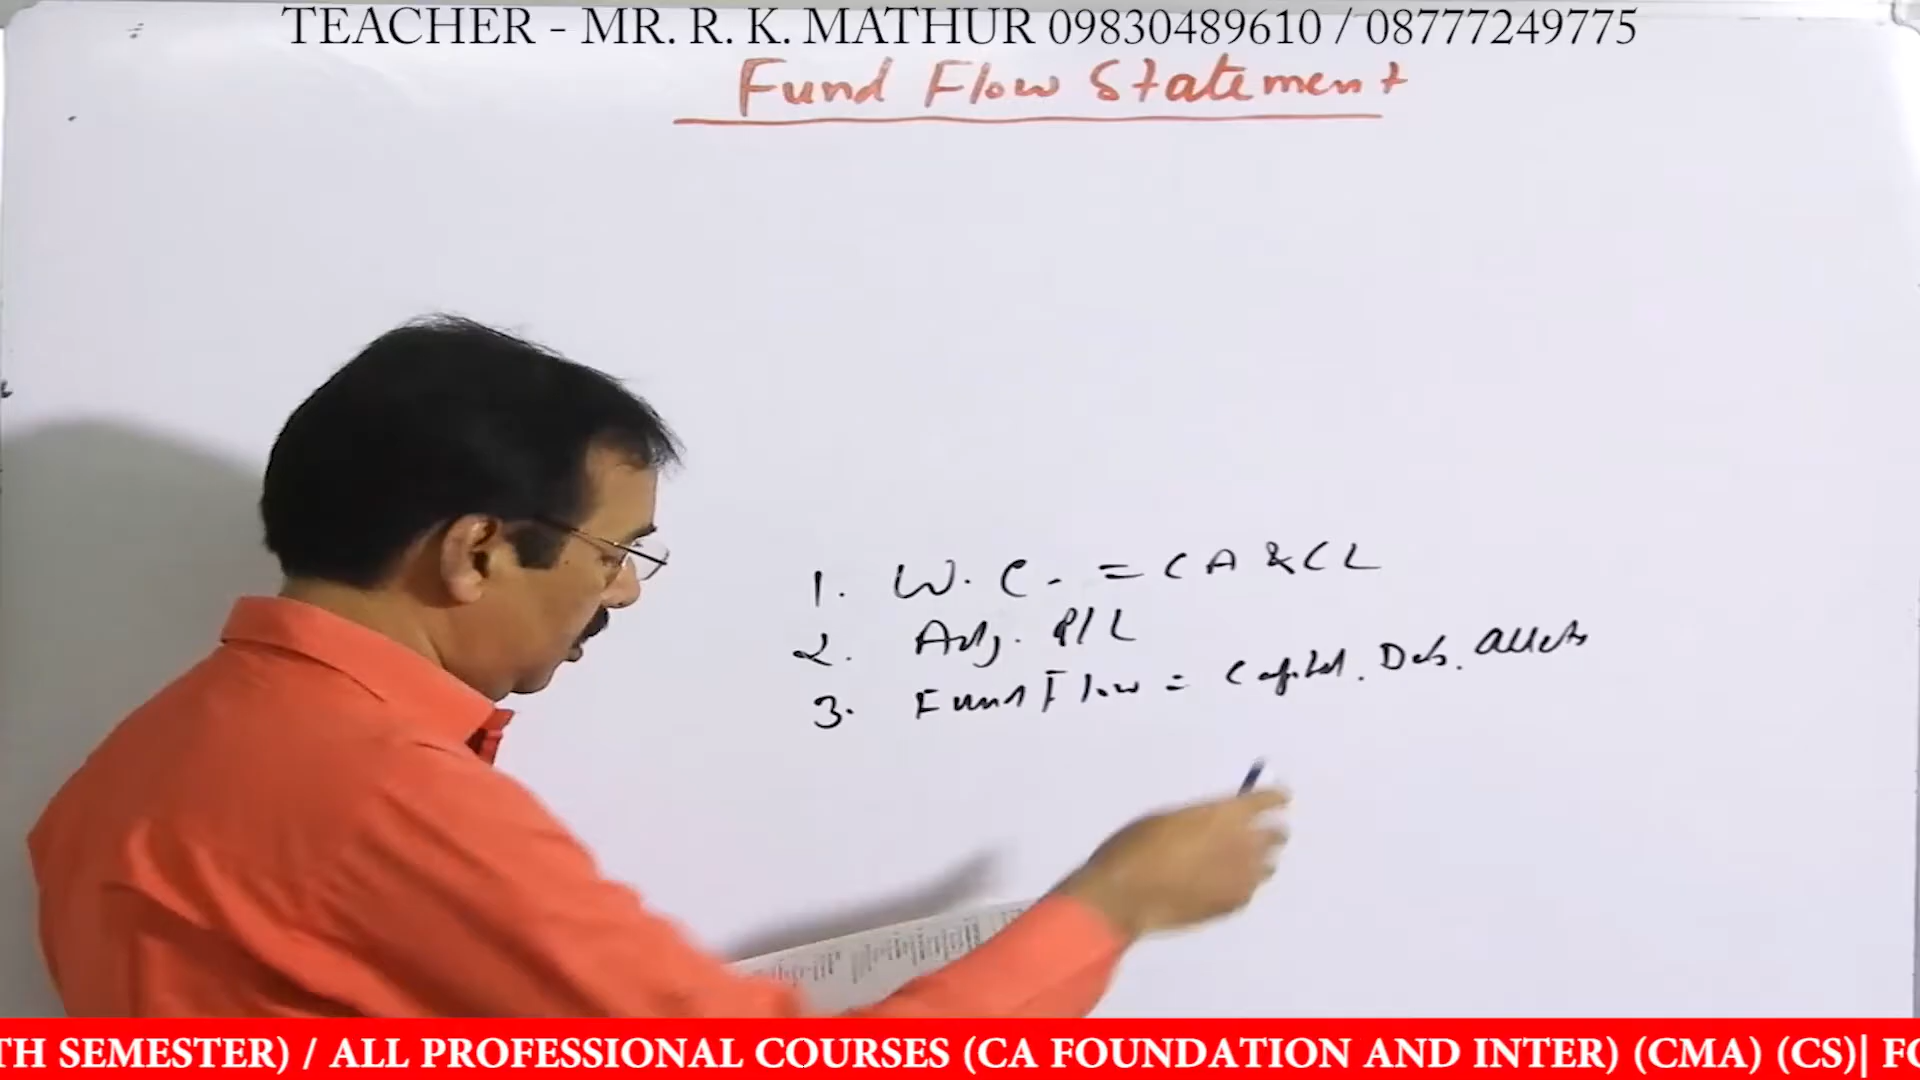 TEACHER - MR. R. K. MATHUR 09830489610 / 08777249775
Fund Flow Statement
1. W. C. = CA & CL
2. Adj. P/L
3. Fund Flow = Capital. Deb. assets
TH SEMESTER) / ALL PROFESSIONAL COURSES (CA FOUNDATION AND INTER) (CMA) (CS)| FO